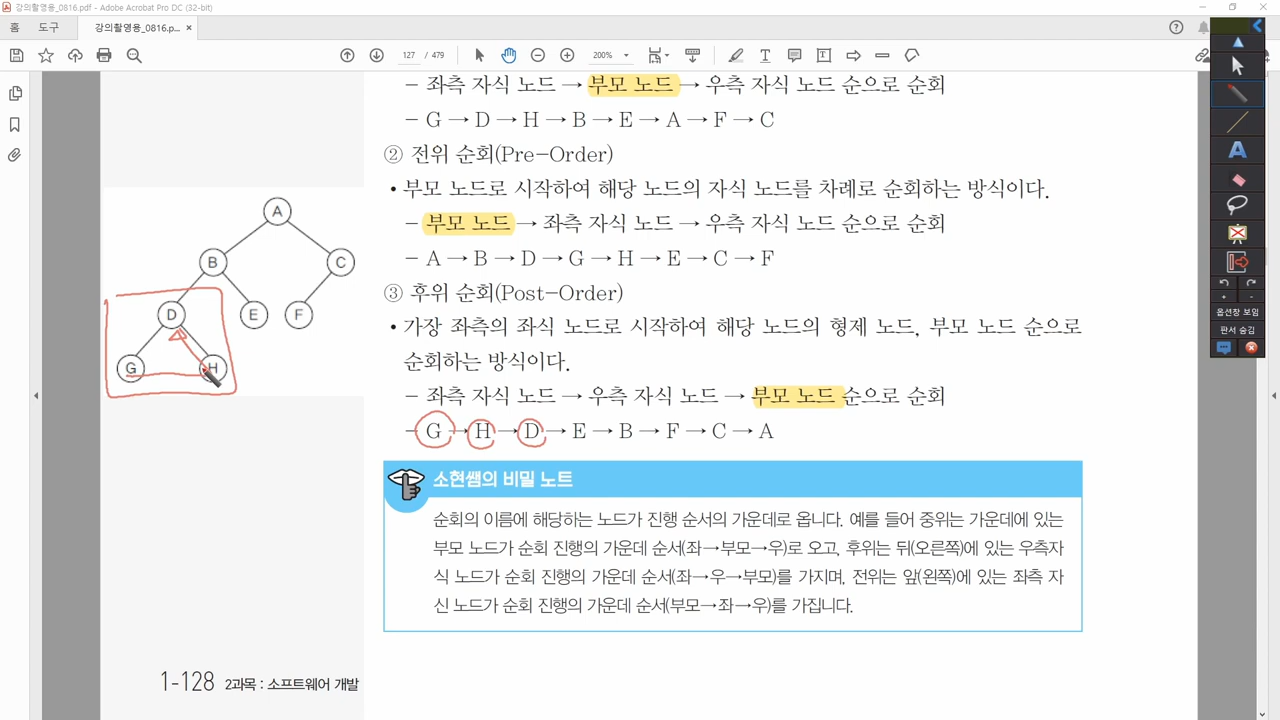 강의촬영용_0816.pdf - Adobe Acrobat Pro DC (32-bit)
홈 도구 강의촬영용_0816.p... ×
127 / 479 200%
- 좌측 자식 노드 → 부모 노드 → 우측 자식 노드 순으로 순회
- G → D → H → B → E → A → F → C
② 전위 순회(Pre-Order)
• 부모 노드로 시작하여 해당 노드의 자식 노드를 차례로 순회하는 방식이다.
- 부모 노드 → 좌측 자식 노드 → 우측 자식 노드 순으로 순회
- A → B → D → G → H → E → C → F
③ 후위 순회(Post-Order)
• 가장 좌측의 좌식 노드로 시작하여 해당 노드의 형제 노드, 부모 노드 순으로
순회하는 방식이다.
- 좌측 자식 노드 → 우측 자식 노드 → 부모 노드 순으로 순회
- G → H → D → E → B → F → C → A
A
B C
D E F
G H
소현쌤의 비밀 노트
순회의 이름에 해당하는 노드가 진행 순서의 가운데로 옵니다. 예를 들어 중위는 가운데에 있는
부모 노드가 순회 진행의 가운데 순서(좌→부모→우)로 오고, 후위는 뒤(오른쪽)에 있는 우측자
식 노드가 순회 진행의 가운데 순서(좌→우→부모)를 가지며, 전위는 앞(왼쪽)에 있는 좌측 자
신 노드가 순회 진행의 가운데 순서(부모→좌→우)를 가집니다.
1-128 2과목 : 소프트웨어 개발
옵션창 보임
판서 숨김